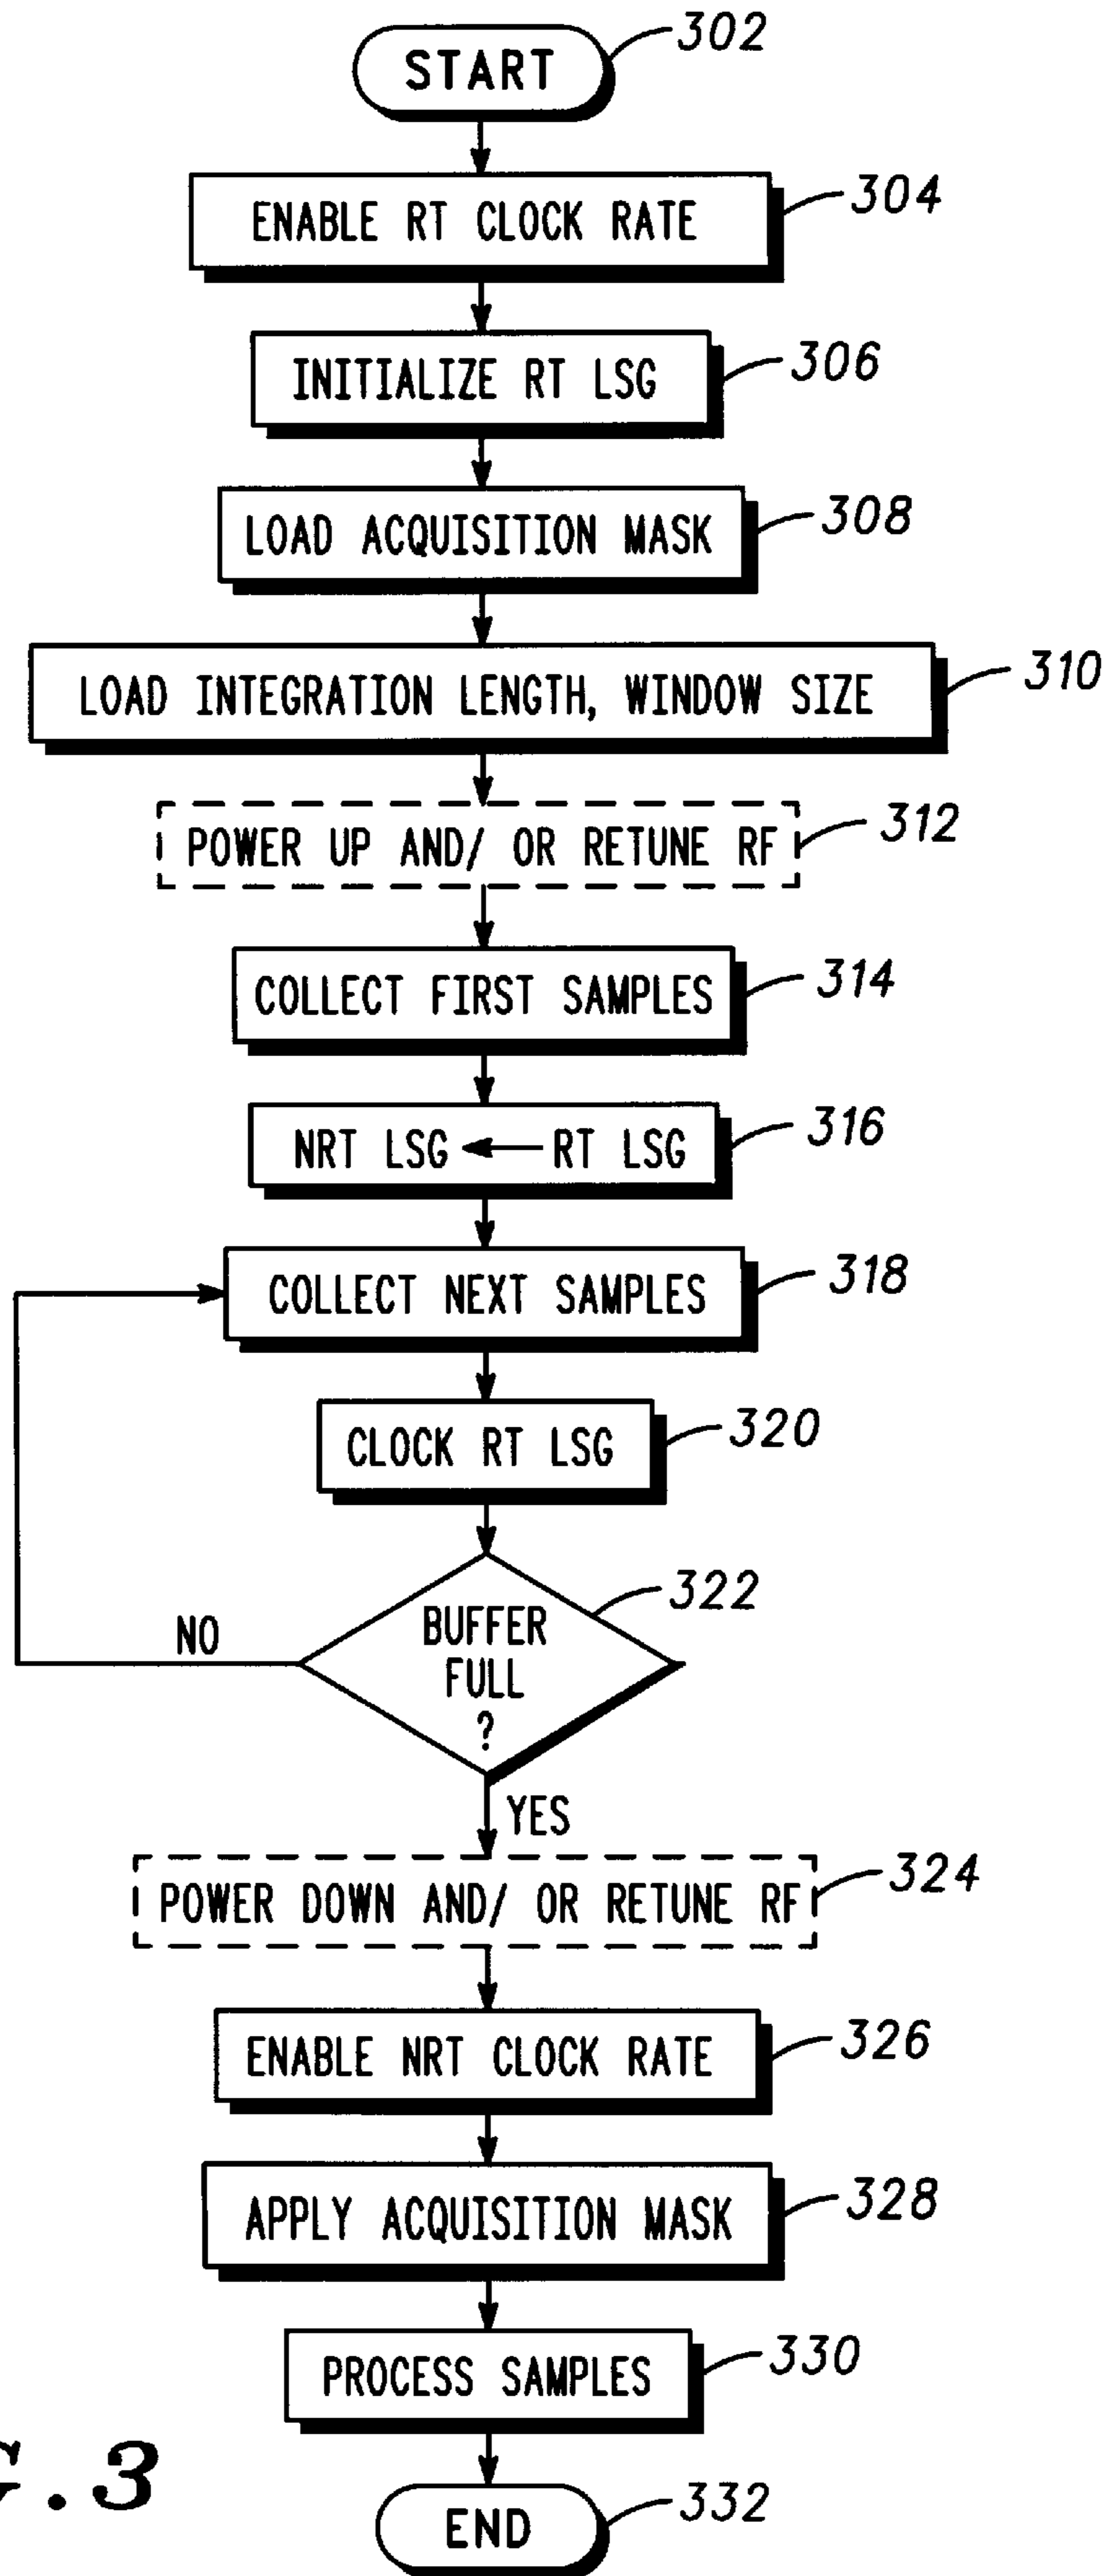 START 302
ENABLE RT CLOCK RATE 304
INITIALIZE RT LSG 306
LOAD ACQUISITION MASK 308
LOAD INTEGRATION LENGTH, WINDOW SIZE 310
POWER UP AND/ OR RETUNE RF 312
COLLECT FIRST SAMPLES 314
NRT LSG ← RT LSG 316
COLLECT NEXT SAMPLES 318
CLOCK RT LSG 320
BUFFER 322
FULL
?
NO
YES
POWER DOWN AND/ OR RETUNE RF 324
ENABLE NRT CLOCK RATE 326
APPLY ACQUISITION MASK 328
PROCESS SAMPLES 330
END 332
G.3